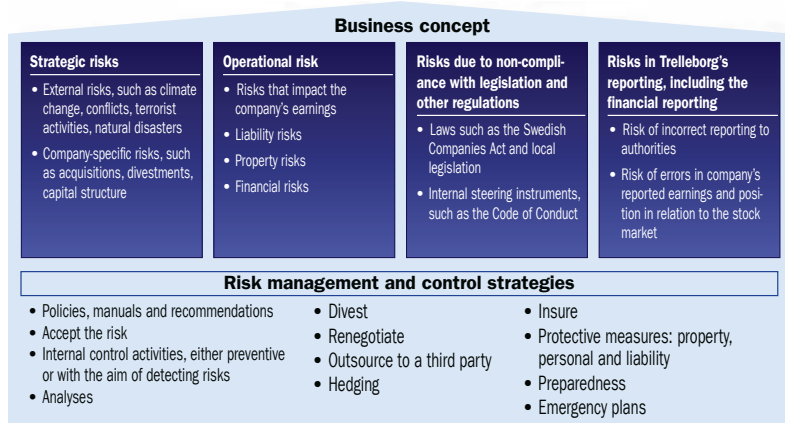 Business concept
Strategic risks
• External risks, such as climate
change, conflicts, terrorist
activities, natural disasters
• Company-specific risks, such
as acquisitions, divestments,
capital structure
Operational risk
• Risks that impact the
company's earnings
• Liability risks
• Property risks
• Financial risks
Risks due to non-compli-
ance with legislation and
other regulations
• Laws such as the Swedish
Companies Act and local
legislation
• Internal steering instruments,
such as the Code of Conduct
Risks in Trelleborg's
reporting, including the
financial reporting
• Risk of incorrect reporting to
authorities
• Risk of errors in company's
reported earnings and posi-
tion in relation to the stock
market
Risk management and control strategies
• Policies, manuals and recommendations
• Accept the risk
• Internal control activities, either preventive
or with the aim of detecting risks
• Analyses
• Divest
• Renegotiate
• Outsource to a third party
• Hedging
• Insure
• Protective measures: property,
personal and liability
• Preparedness
• Emergency plans